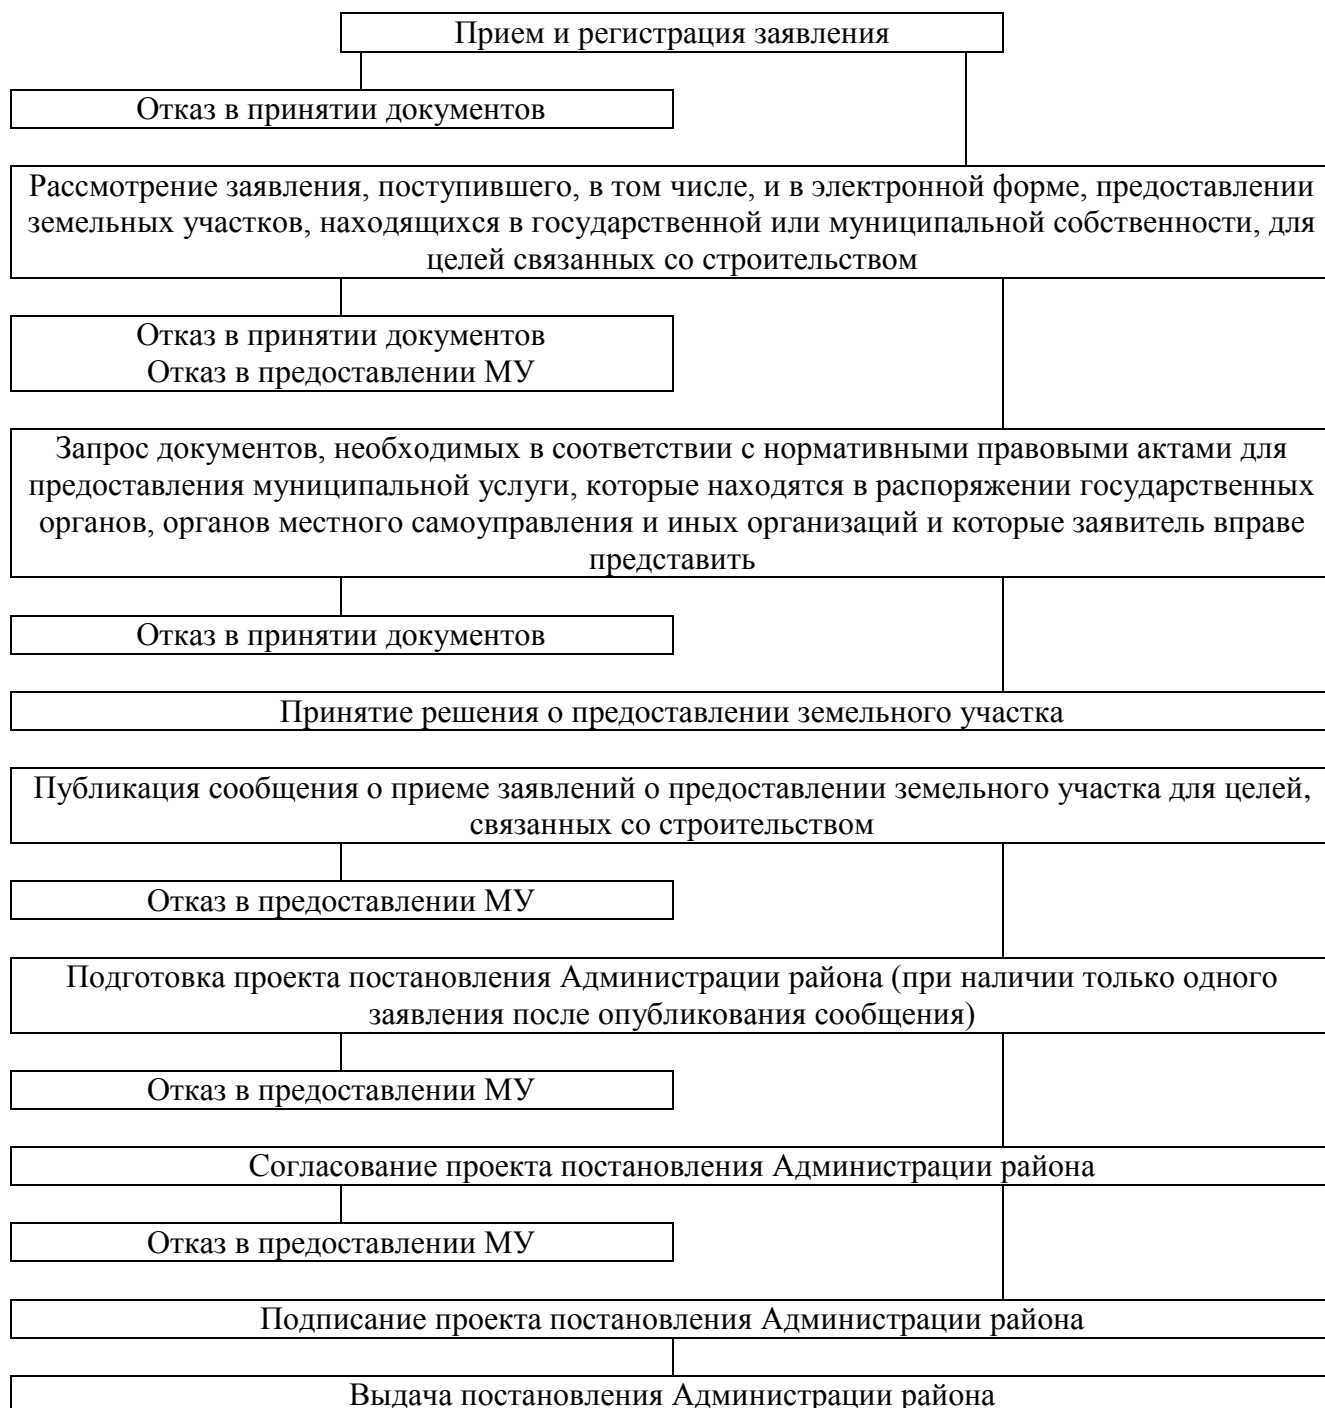 Прием и регистрация заявления
Отказ в принятии документов
Рассмотрение заявления, поступившего, в том числе, и в электронной форме, предоставлении
земельных участков, находящихся в государственной или муниципальной собственности, для
целей связанных со строительством
Отказ в принятии документов
Отказ в предоставлении МУ
Запрос документов, необходимых в соответствии с нормативными правовыми актами для
предоставления муниципальной услуги, которые находятся в распоряжении государственных
органов, органов местного самоуправления и иных организаций и которые заявитель вправе
представить
Отказ в принятии документов
Принятие решения о предоставлении земельного участка
Публикация сообщения о приеме заявлений о предоставлении земельного участка для целей,
связанных со строительством
Отказ в предоставлении МУ
Подготовка проекта постановления Администрации района (при наличии только одного
заявления после опубликования сообщения)
Отказ в предоставлении МУ
Согласование проекта постановления Администрации района
Отказ в предоставлении МУ
Подписание проекта постановления Администрации района
Выдача постановления Администрации района